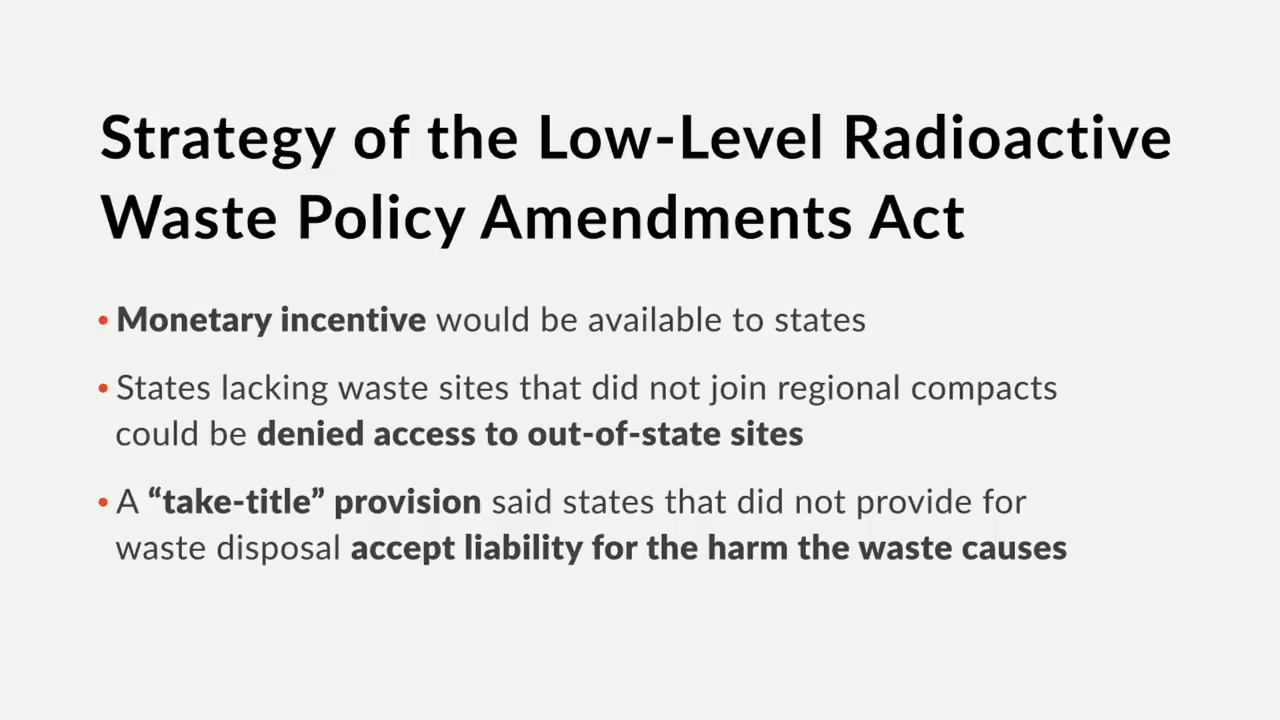 Strategy of the Low-Level Radioactive
Waste Policy Amendments Act
• Monetary incentive would be available to states
• States lacking waste sites that did not join regional compacts
could be denied access to out-of-state sites
• A “take-title” provision said states that did not provide for
waste disposal accept liability for the harm the waste causes